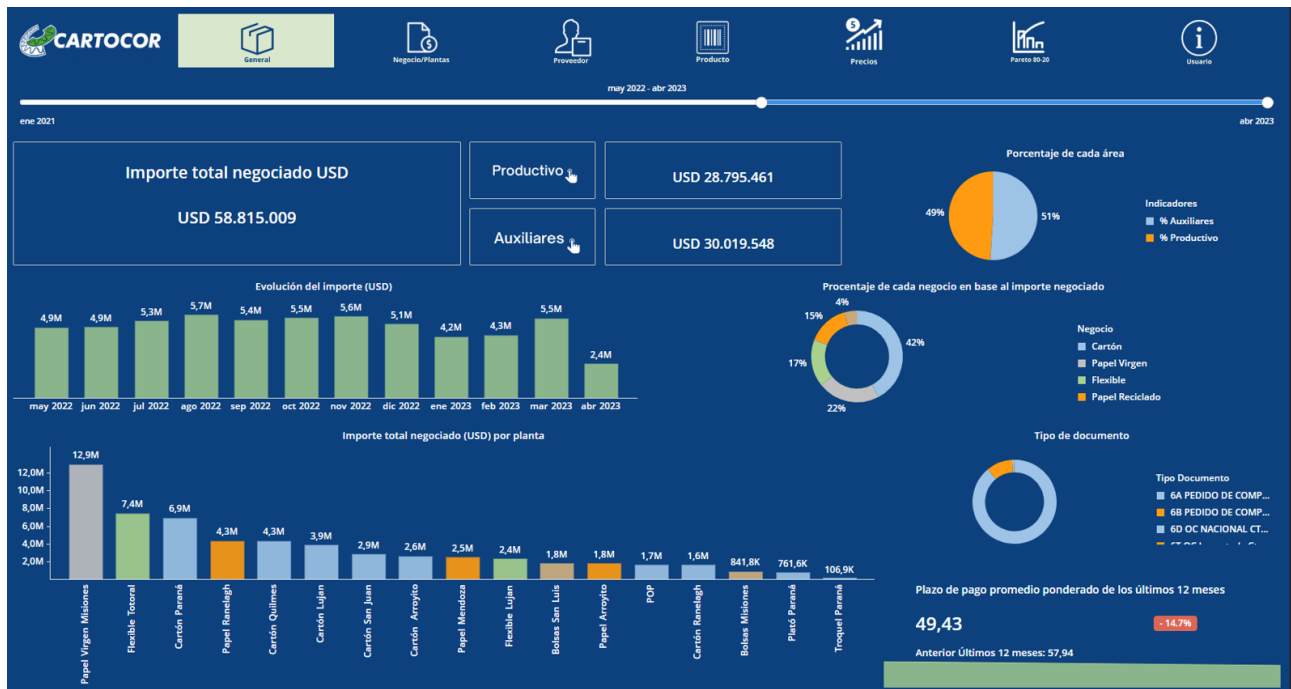 CARTOCOR
General
Negocio/Plantas
Proveedor
Producto
Precios
Pareto 80-20
Usuario
may 2022 - abr 2023
ene 2021
abr 2023
Importe total negociado USD
USD 58.815.009
Productivo
USD 28.795.461
Auxiliares
USD 30.019.548
Porcentaje de cada área
49%
51%
Indicadores
% Auxiliares
% Productivo
Evolución del importe (USD)
4,9M
4,9M
5,3M
5,7M
5,4M
5,5M
5,6M
5,1M
4,2M
4,3M
5,5M
2,4M
may 2022
jun 2022
jul 2022
ago 2022
sep 2022
oct 2022
nov 2022
dic 2022
ene 2023
feb 2023
mar 2023
abr 2023
Procentaje de cada negocio en base al importe negociado
4%
15%
42%
17%
22%
Negocio
Cartón
Papel Virgen
Flexible
Papel Reciclado
Importe total negociado (USD) por planta
12,0M
10,0M
8,0M
6,0M
4,0M
2,0M
12,9M
7,4M
6,9M
4,3M
4,3M
3,9M
2,9M
2,6M
2,5M
2,4M
1,8M
1,8M
1,7M
1,6M
841,8K
761,6K
106,9K
Papel Virgen Misiones
Flexible Totoral
Cartón Paraná
Papel Ranelagh
Cartón Quilmes
Cartón Lujan
Cartón San Juan
Cartón Arroyito
Papel Mendoza
Flexible Lujan
Bolsas San Luis
Papel Arroyito
POP
Cartón Ranelagh
Bolsas Misiones
Plató Paraná
Troquel Paraná
Tipo de documento
Tipo Documento
6A PEDIDO DE COMP...
6B PEDIDO DE COMP...
6D OC NACIONAL CT...
Plazo de pago promedio ponderado de los últimos 12 meses
49,43
- 14.7%
Anterior Últimos 12 meses: 57,94